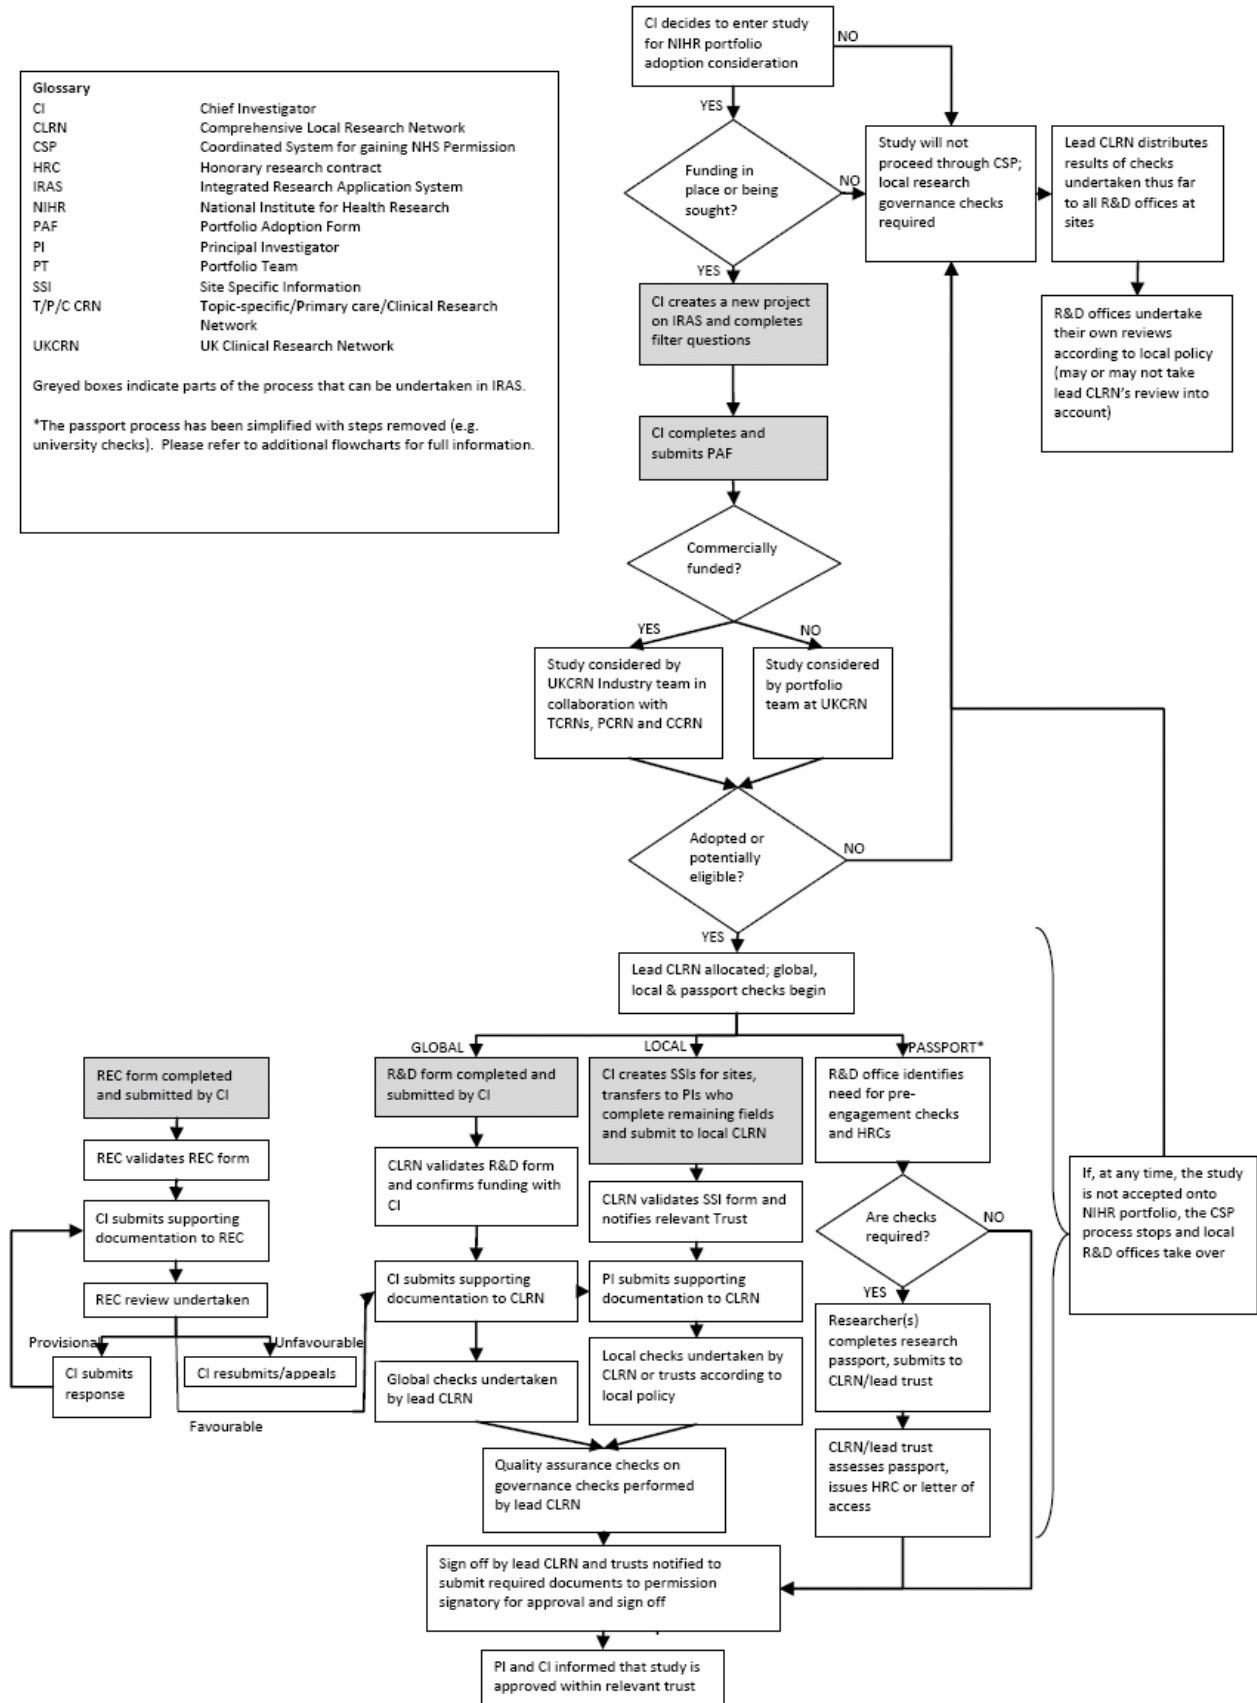 CI decides to enter study
for NIHR portfolio
adoption consideration
NO
YES
Glossary
CI Chief Investigator
CLRN Comprehensive Local Research Network
CSP Coordinated System for gaining NHS Permission
HRC Honorary research contract
IRAS Integrated Research Application System
NIHR National Institute for Health Research
PAF Portfolio Adoption Form
PI Principal Investigator
PT Portfolio Team
SSI Site Specific Information
T/P/C CRN Topic-specific/Primary care/Clinical Research
Network
UKCRN UK Clinical Research Network
Greyed boxes indicate parts of the process that can be undertaken in IRAS.
*The passport process has been simplified with steps removed (e.g.
university checks). Please refer to additional flowcharts for full information.
Funding in
place or being
sought?
NO
YES
Study will not
proceed through CSP;
local research
governance checks
required
Lead CLRN distributes
results of checks
undertaken thus far
to all R&D offices at
sites
R&D offices undertake
their own reviews
according to local policy
(may or may not take
lead CLRN's review into
account)
CI creates a new project
on IRAS and completes
filter questions
CI completes and
submits PAF
Commercially
funded?
YES
NO
Study considered by
UKCRN Industry team in
collaboration with
TCRNs, PCRN and CCRN
Study considered
by portfolio
team at UKCRN
Adopted or
potentially
eligible?
NO
YES
Lead CLRN allocated; global,
local & passport checks begin
GLOBAL
LOCAL
PASSPORT*
REC form completed
and submitted by CI
REC validates REC form
CI submits supporting
documentation to REC
REC review undertaken
Provisional
Unfavourable
CI submits
response
CI resubmits/appeals
Favourable
R&D form completed and
submitted by CI
CLRN validates R&D form
and confirms funding with
CI
CI submits supporting
documentation to CLRN
Global checks undertaken
by lead CLRN
CI creates SSIs for sites,
transfers to PIs who
complete remaining fields
and submit to local CLRN
CLRN validates SSI form and
notifies relevant Trust
PI submits supporting
documentation to CLRN
Local checks undertaken by
CLRN or trusts according to
local policy
R&D office identifies
need for pre-
engagement checks
and HRCs
Are checks
required?
NO
YES
Researcher(s)
completes research
passport, submits to
CLRN/lead trust
CLRN/lead trust
assesses passport,
issues HRC or letter of
access
If, at any time, the study
is not accepted onto
NIHR portfolio, the CSP
process stops and local
R&D offices take over
Quality assurance checks on
governance checks performed
by lead CLRN
Sign off by lead CLRN and trusts notified to
submit required documents to permission
signatory for approval and sign off
PI and CI informed that study is
approved within relevant trust